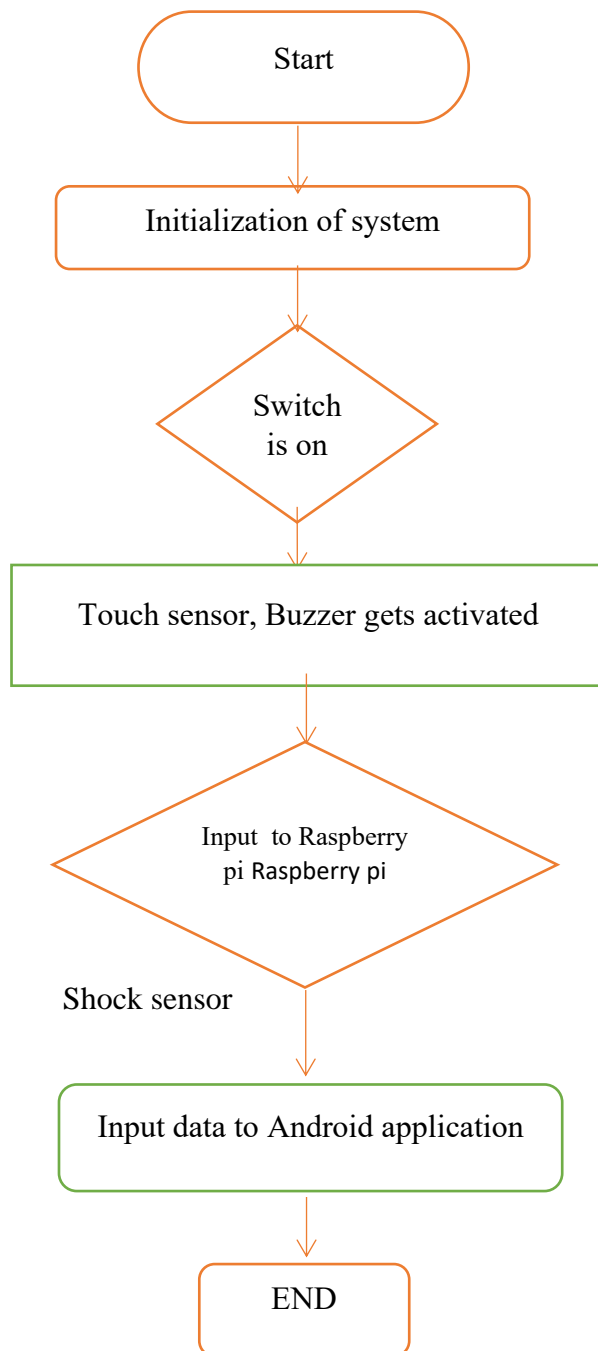 Start
Initialization of system
Switch
is on
Touch sensor, Buzzer gets activated
Input  to Raspberry
pi Raspberry pi
Shock sensor
Input data to Android application
END